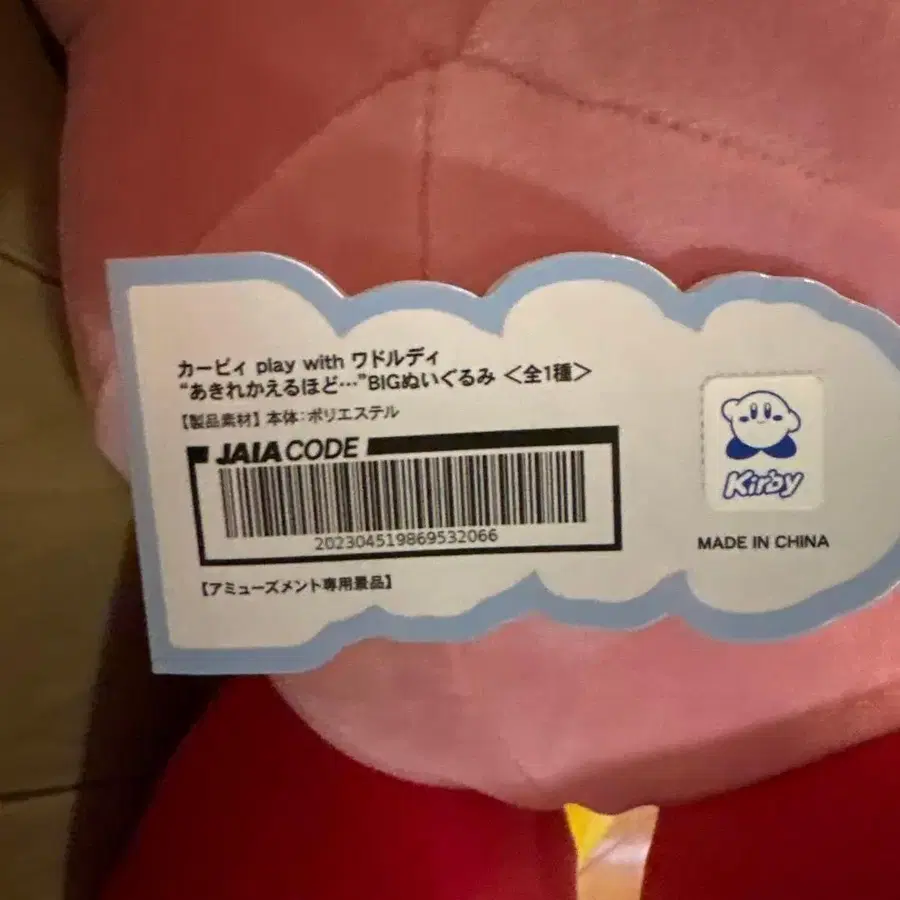 カービィ play with ワドルディ
“あきれかえるほど…”BIGぬいぐるみ ＜全1種＞
【製品素材】本体：ポリエステル
JAIA CODE
202304519869532066
【アミューズメント専用景品】
Kirby
MADE IN CHINA